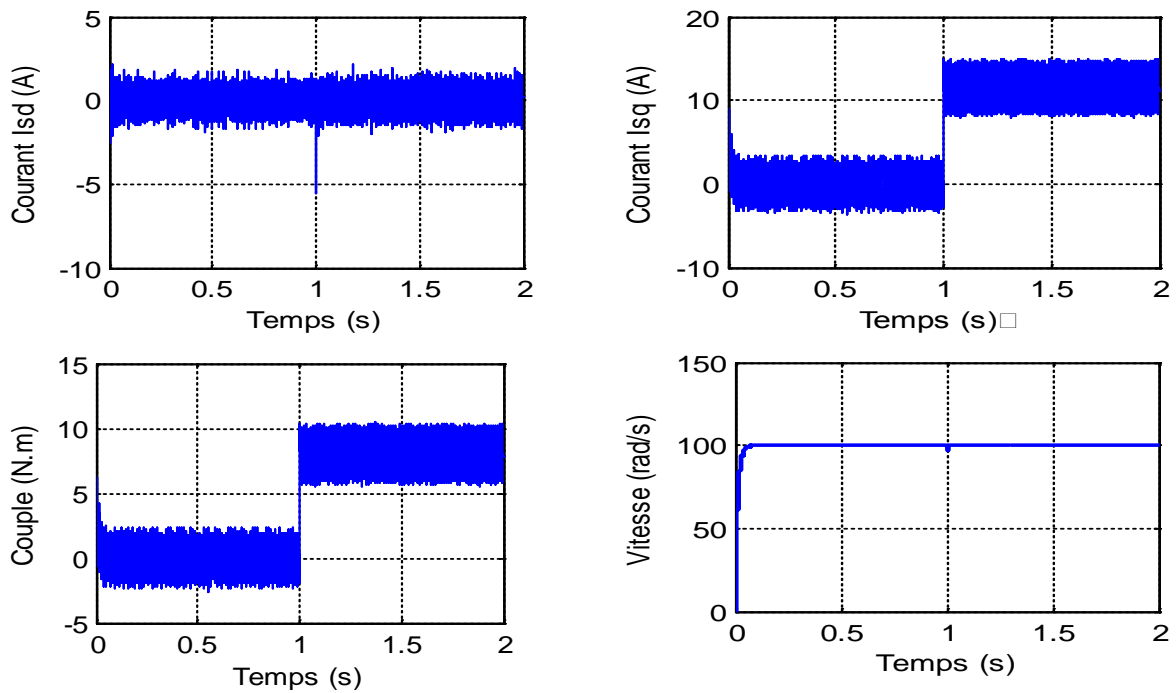 Courant Isd (A)
5
0
-5
-10
0 0.5 1 1.5 2
Temps (s)
Courant Isq (A)
20
10
0
-10
0 0.5 1 1.5 2
Temps (s)□
Couple (N.m)
15
10
5
0
-5
0 0.5 1 1.5 2
Temps (s)
Vitesse (rad/s)
150
100
50
0
0 0.5 1 1.5 2
Temps (s)